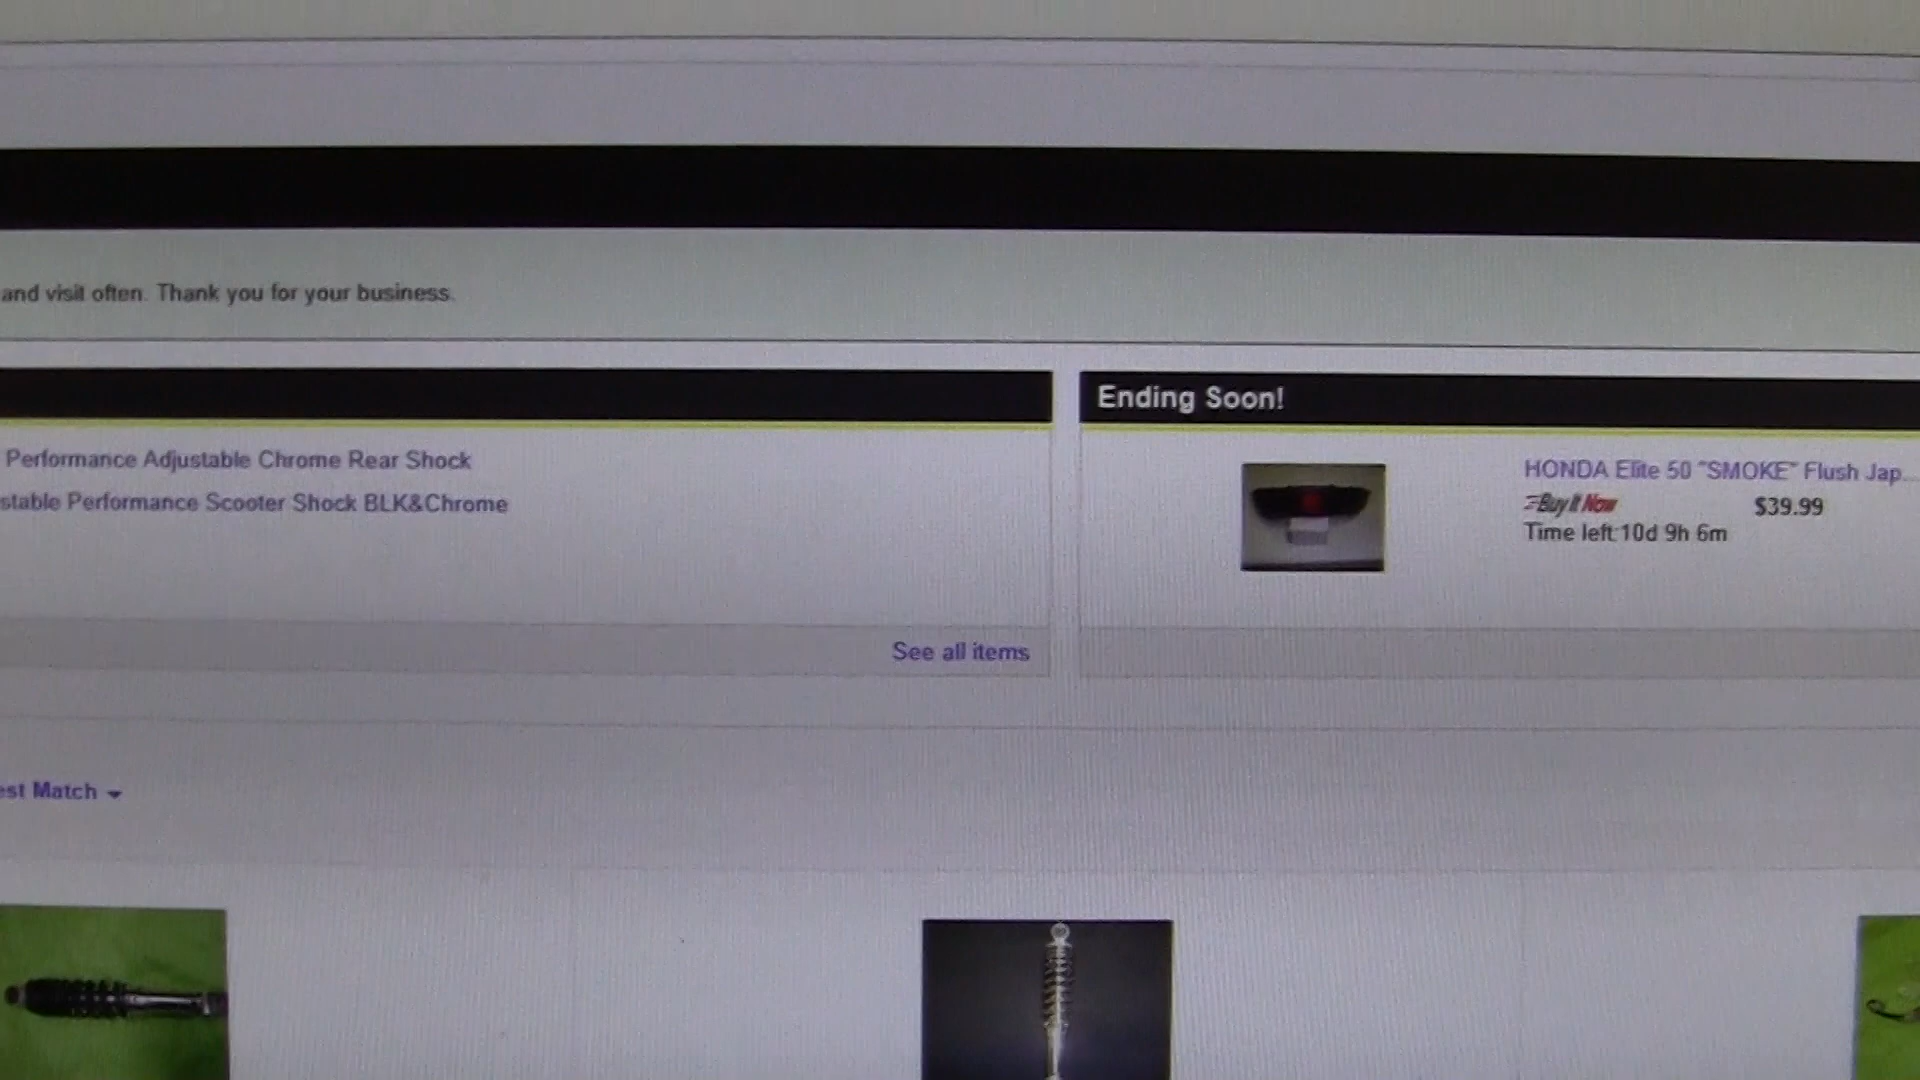 and visit often. Thank you for your business.
Ending Soon!
Performance Adjustable Chrome Rear Shock
stable Performance Scooter Shock BLK&Chrome
HONDA Elite 50 "SMOKE" Flush Jap...
Buy It Now $39.99
Time left:10d 9h 6m
See all items
est Match